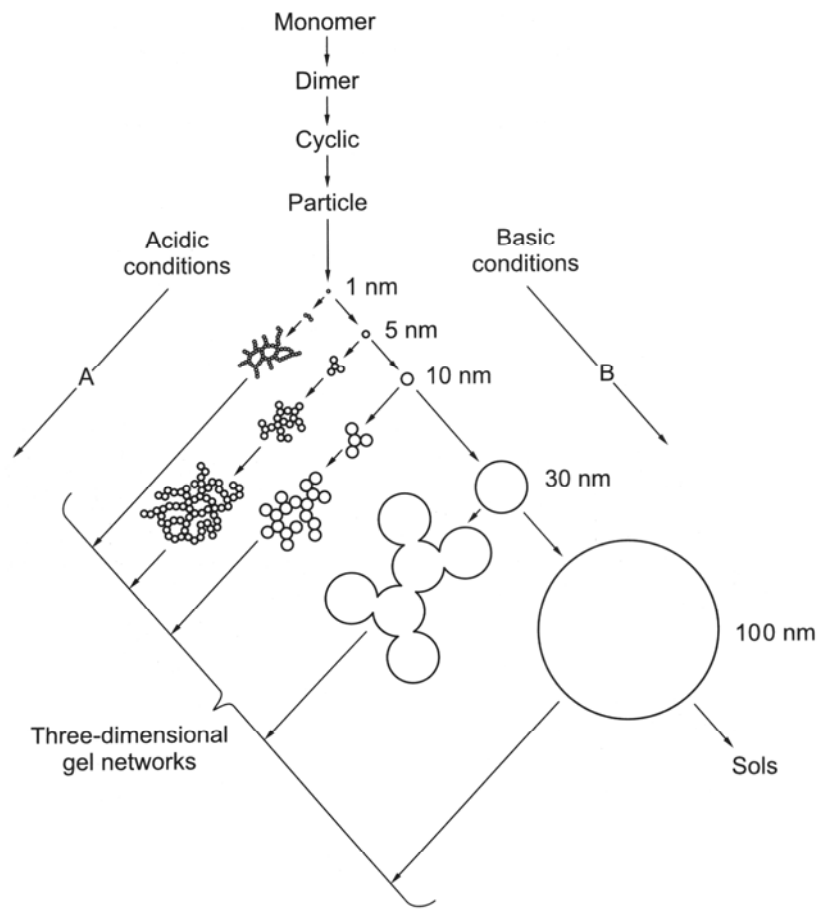 Monomer
Dimer
Cyclic
Particle
Acidic
conditions
Basic
conditions
1 nm
5 nm
10 nm
A
B
30 nm
100 nm
Three-dimensional
gel networks
Sols